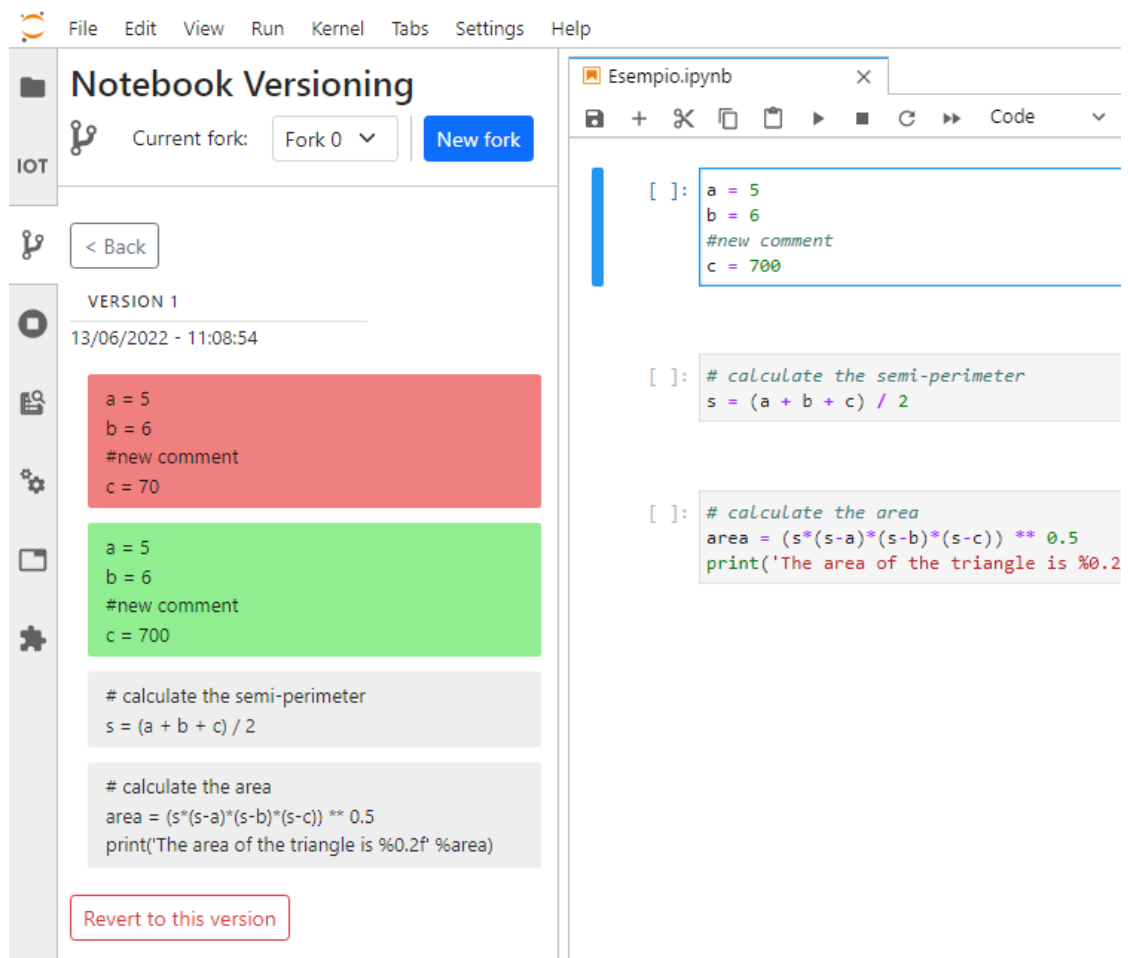 File Edit View Run Kernel Tabs Settings Help
Notebook Versioning
Current fork: Fork 0 New fork
IOT
< Back
VERSION 1
13/06/2022 - 11:08:54
a = 5
b = 6
#new comment
c = 70
a = 5
b = 6
#new comment
c = 700
# calculate the semi-perimeter
s = (a + b + c) / 2
# calculate the area
area = (s*(s-a)*(s-b)*(s-c)) ** 0.5
print('The area of the triangle is %0.2f' %area)
Revert to this version
Esempio.ipynb
Code
[ ]: a = 5
b = 6
#new comment
c = 700
[ ]: # calculate the semi-perimeter
s = (a + b + c) / 2
[ ]: # calculate the area
area = (s*(s-a)*(s-b)*(s-c)) ** 0.5
print('The area of the triangle is %0.2